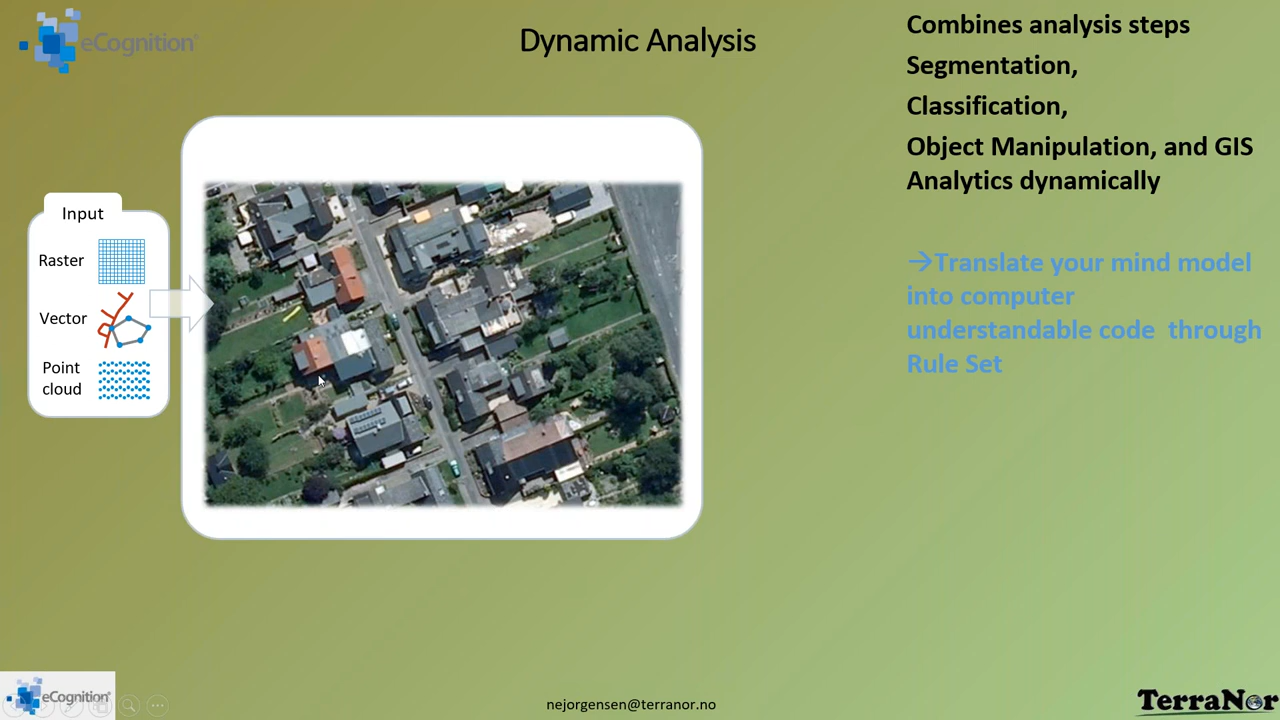 eCognition
Dynamic Analysis
Combines analysis steps
Segmentation,
Classification,
Object Manipulation, and GIS
Analytics dynamically
→Translate your mind model
into computer
understandable code through
Rule Set
Input
Raster
Vector
Point
cloud
eCognition
nejorgensen@terranor.no
TerraNor